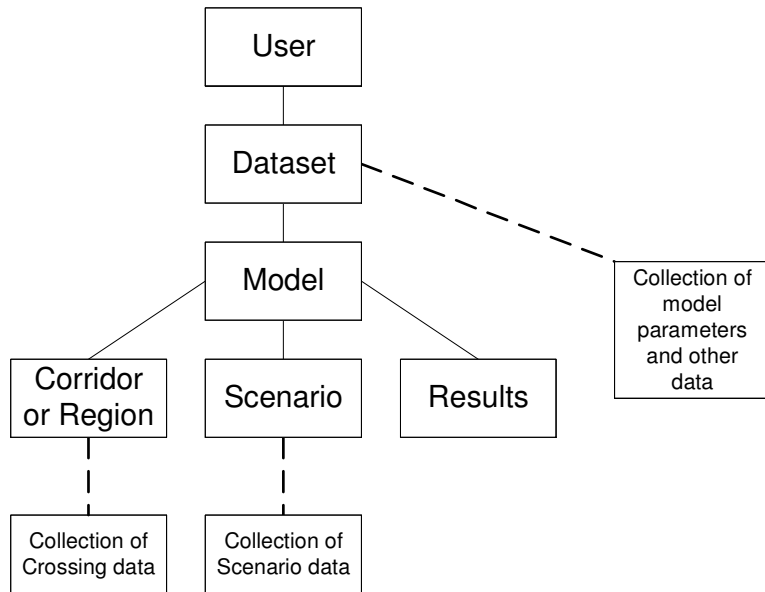 User
Dataset
Model
Collection of
model
parameters
and other
data
Corridor
or Region
Scenario
Results
Collection of
Crossing data
Collection of
Scenario data